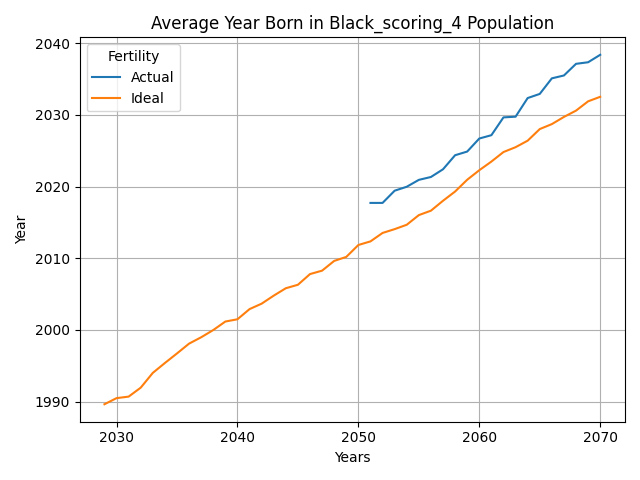 Average Year Born in Black_scoring_4 Population
Fertility
Actual
Ideal
Year
2040
2030
2020
2010
2000
1990
2030 2040 2050 2060 2070
Years